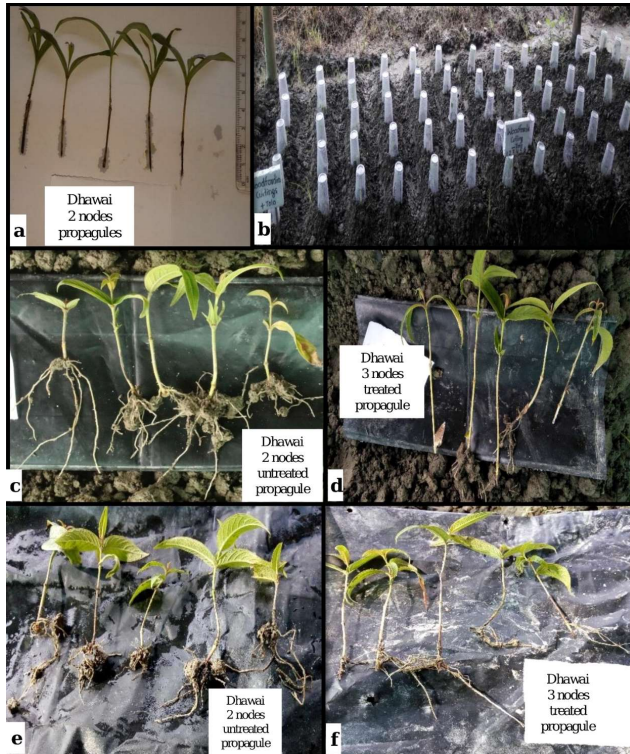 Dhawai
2 nodes
propagules
a
b
Dhawai
2 nodes
untreated
propagule
c
Dhawai
3 nodes
treated
propagule
d
Dhawai
2 nodes
untreated
propagule
e
Dhawai
3 nodes
treated
propagule
f